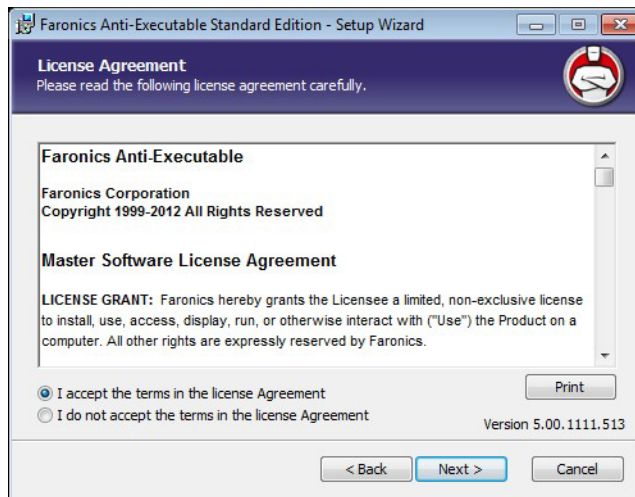 Faronics Anti-Executable Standard Edition - Setup Wizard
License Agreement
Please read the following license agreement carefully.
Faronics Anti-Executable
Faronics Corporation
Copyright 1999-2012 All Rights Reserved
Master Software License Agreement
LICENSE GRANT: Faronics hereby grants the Licensee a limited, non-exclusive license
to install, use, access, display, run, or otherwise interact with ("Use") the Product on a
computer. All other rights are expressly reserved by Faronics.
I accept the terms in the license Agreement
Print
I do not accept the terms in the license Agreement
Version 5.00.1111.513
< Back
Next >
Cancel